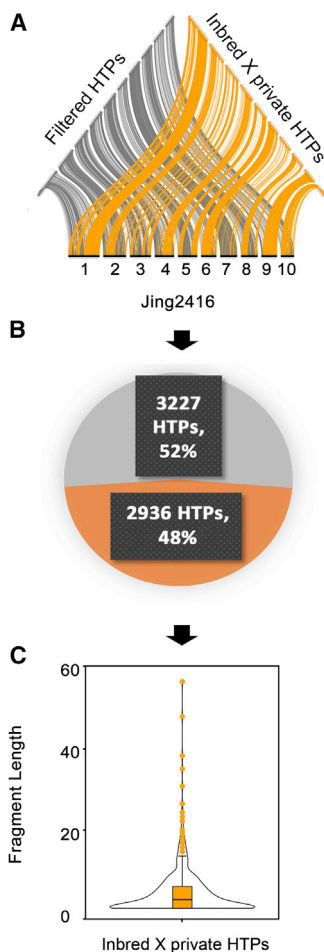 A
Filtered HTPs
Inbred X private HTPs
1 2 3 4 5 6 7 8 9 10
Jing2416
B
3227
HTPs,
52%
2936 HTPs,
48%
C
60
40
20
0
Fragment Length
Inbred X private HTPs